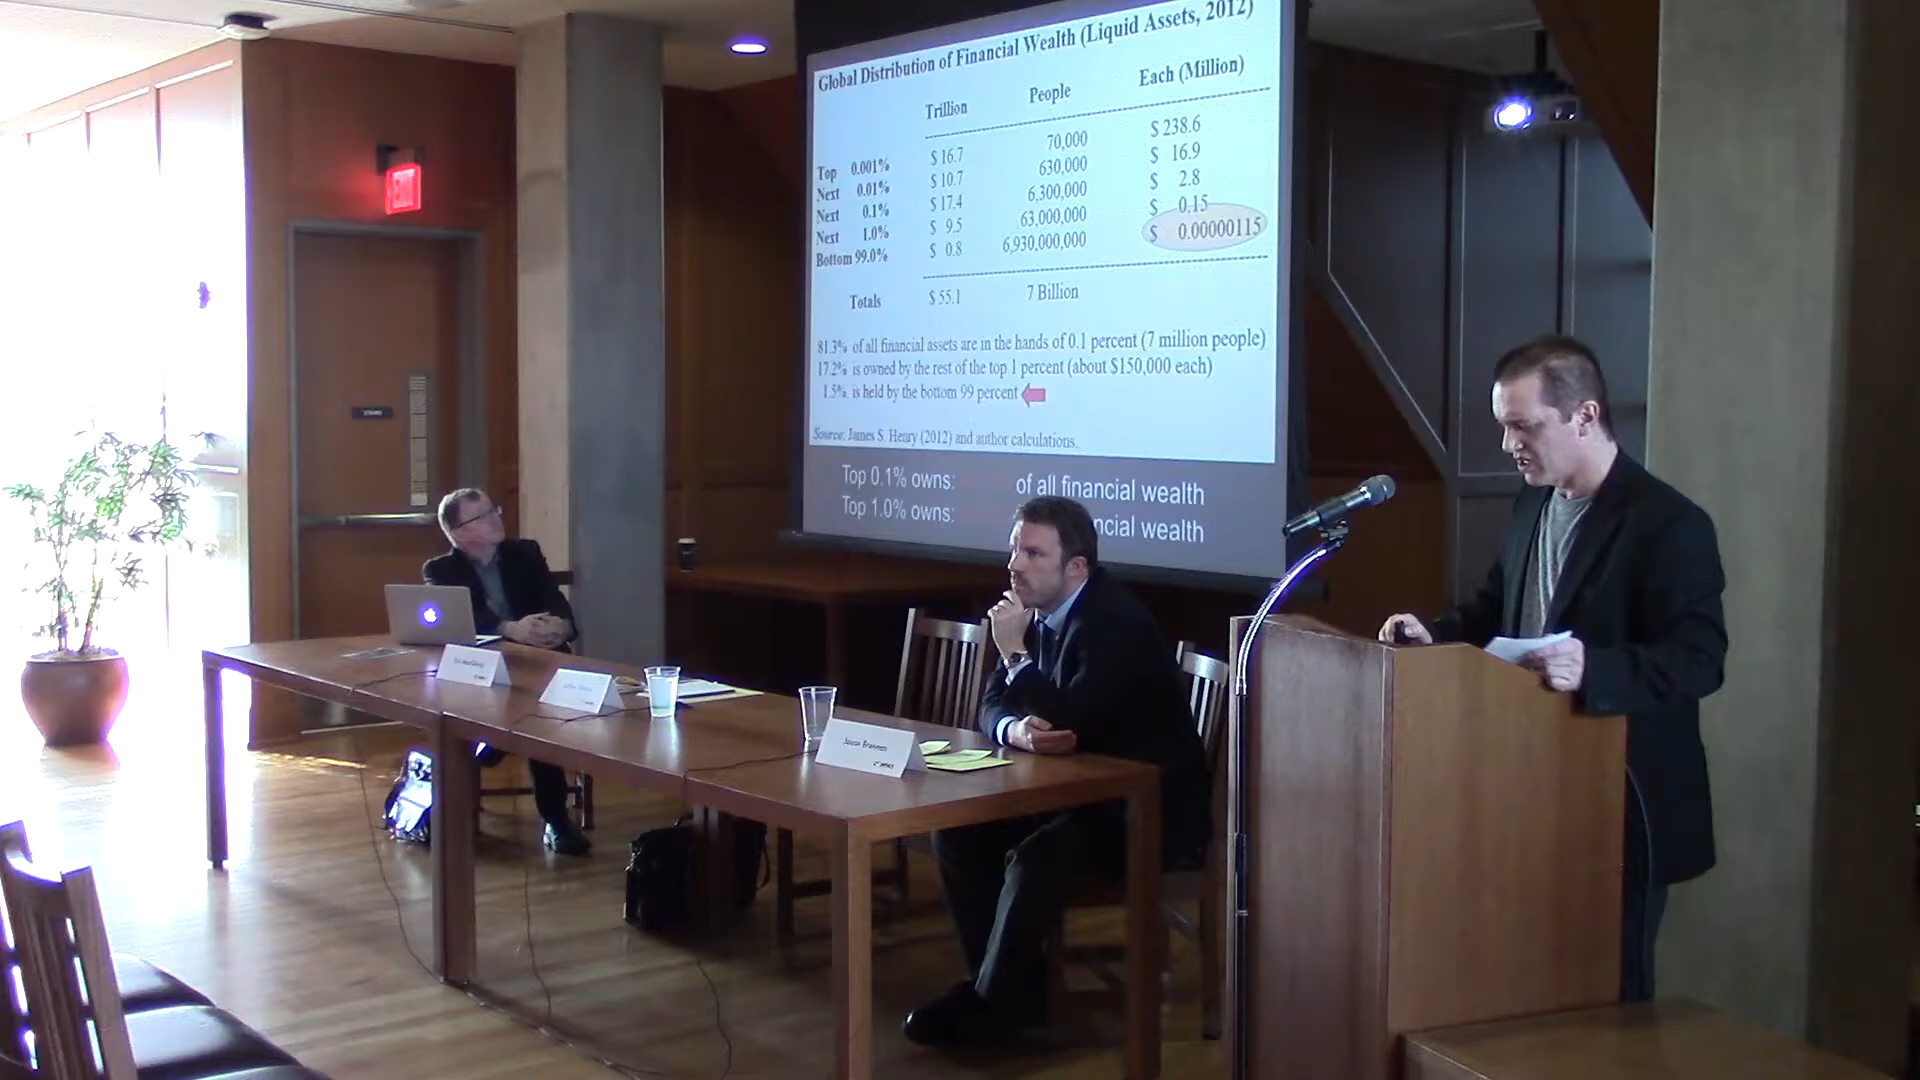 Global Distribution of Financial Wealth (Liquid Assets, 2012)
Trillion People Each (Million)
Top 0.001% $ 16.7 70,000 $ 238.6
Next 0.01% $ 10.7 630,000 $ 16.9
Next 0.1% $ 17.4 6,300,000 $ 2.8
Next 1.0% $ 9.5 63,000,000 $ 0.15
Bottom 99.0% $ 0.8 6,930,000,000 $ 0.00000115
Totals $ 55.1 7 Billion
81.3% of all financial assets are in the hands of 0.1 percent (7 million people)
17.2% is owned by the rest of the top 1 percent (about $150,000 each)
1.5% is held by the bottom 99 percent
Source: James S. Henry (2012) and author calculations.
Top 0.1% owns: of all financial wealth
Top 1.0% owns: ncial wealth
EXIT